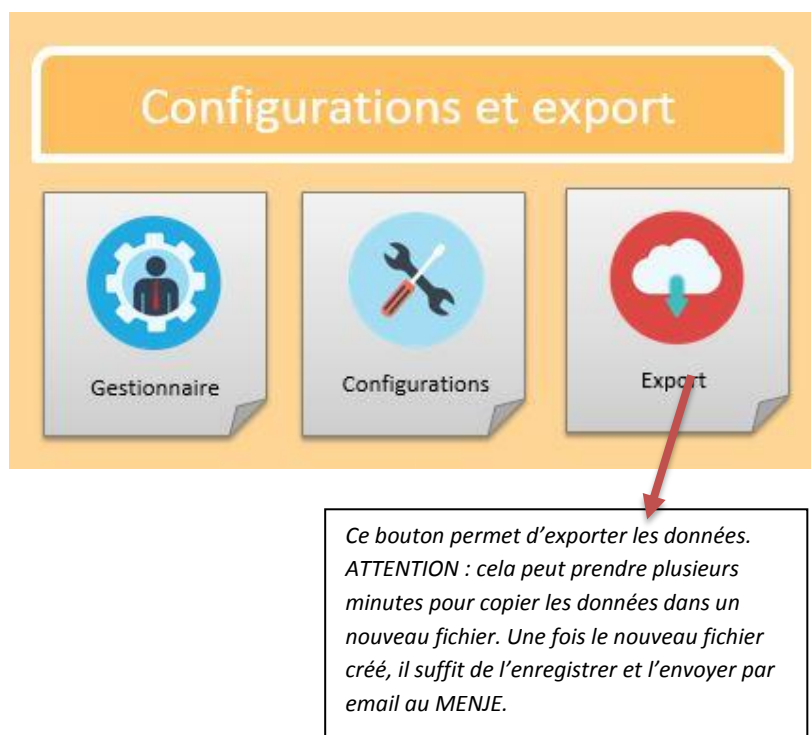 Configurations et export
Gestionnaire
Configurations
Export
Ce bouton permet d’exporter les données.
ATTENTION : cela peut prendre plusieurs
minutes pour copier les données dans un
nouveau fichier. Une fois le nouveau fichier
créé, il suffit de l’enregistrer et l’envoyer par
email au MENJE.